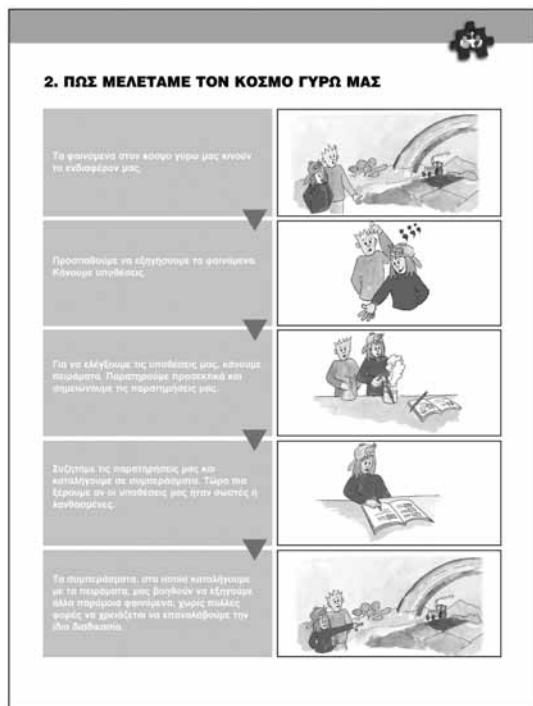 2. ΠΩΣ ΜΕΛΕΤΑΜΕ ΤΟΝ ΚΟΣΜΟ ΓΥΡΩ ΜΑΣ
Τα φαινόμενα στον κόσμο γύρω μας κινούν
το ενδιαφέρον μας.
Προσπαθούμε να εξηγήσουμε τα φαινόμενα.
Κάνουμε υποθέσεις.
Για να ελέγξουμε τις υποθέσεις μας, κάνουμε
πειράματα. Παρατηρούμε προσεκτικά και
σημειώνουμε τις παρατηρήσεις μας.
Συζητάμε τις παρατηρήσεις μας και
καταλήγουμε σε συμπεράσματα. Τώρα πια
ξέρουμε αν οι υποθέσεις μας ήταν σωστές ή
λανθασμένες.
Τα συμπεράσματα, στα οποία καταλήγουμε
με τα πειράματα, μας βοηθούν να εξηγούμε
άλλα παρόμοια φαινόμενα, χωρίς πολλές
φορές να χρειάζεται να επαναλάβουμε την
ίδια διαδικασία.